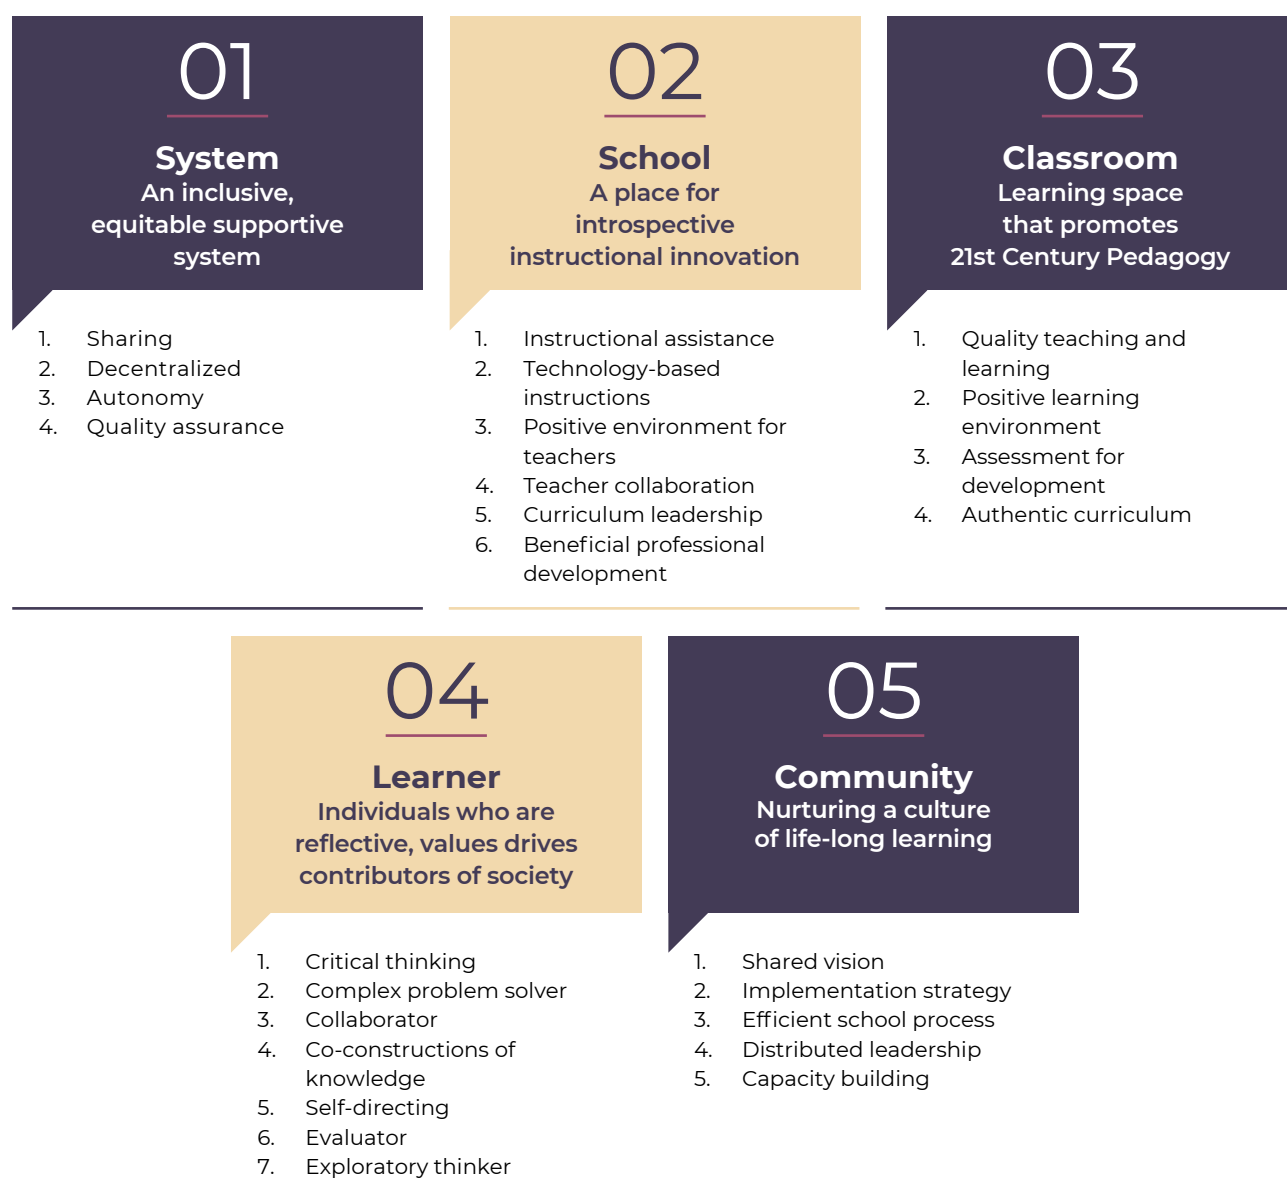 01
System
An inclusive,
equitable supportive
system
1. Sharing
2. Decentralized
3. Autonomy
4. Quality assurance
02
School
A place for
introspective
instructional innovation
1. Instructional assistance
2. Technology-based
instructions
3. Positive environment for
teachers
4. Teacher collaboration
5. Curriculum leadership
6. Beneficial professional
development
03
Classroom
Learning space
that promotes
21st Century Pedagogy
1. Quality teaching and
learning
2. Positive learning
environment
3. Assessment for
development
4. Authentic curriculum
04
Learner
Individuals who are
reflective, values drives
contributors of society
1. Critical thinking
2. Complex problem solver
3. Collaborator
4. Co-constructions of
knowledge
5. Self-directing
6. Evaluator
7. Exploratory thinker
05
Community
Nurturing a culture
of life-long learning
1. Shared vision
2. Implementation strategy
3. Efficient school process
4. Distributed leadership
5. Capacity building